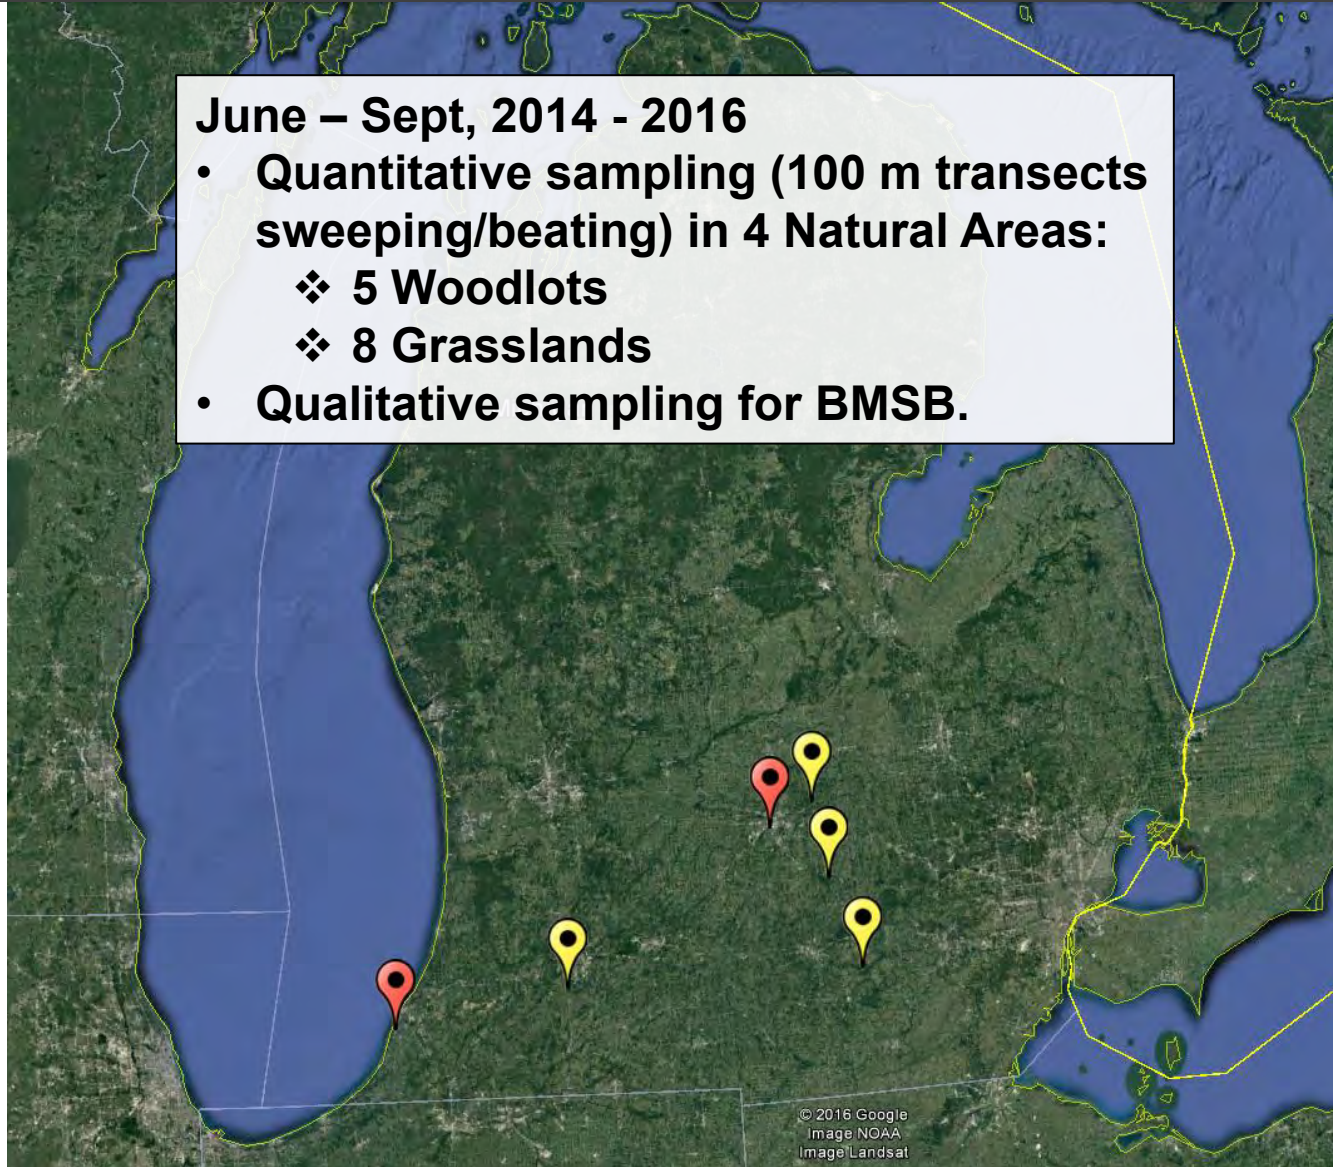 June – Sept, 2014 - 2016
• Quantitative sampling (100 m transects
sweeping/beating) in 4 Natural Areas:
❖ 5 Woodlots
❖ 8 Grasslands
• Qualitative sampling for BMSB.
© 2016 Google
Image NOAA
Image Landsat